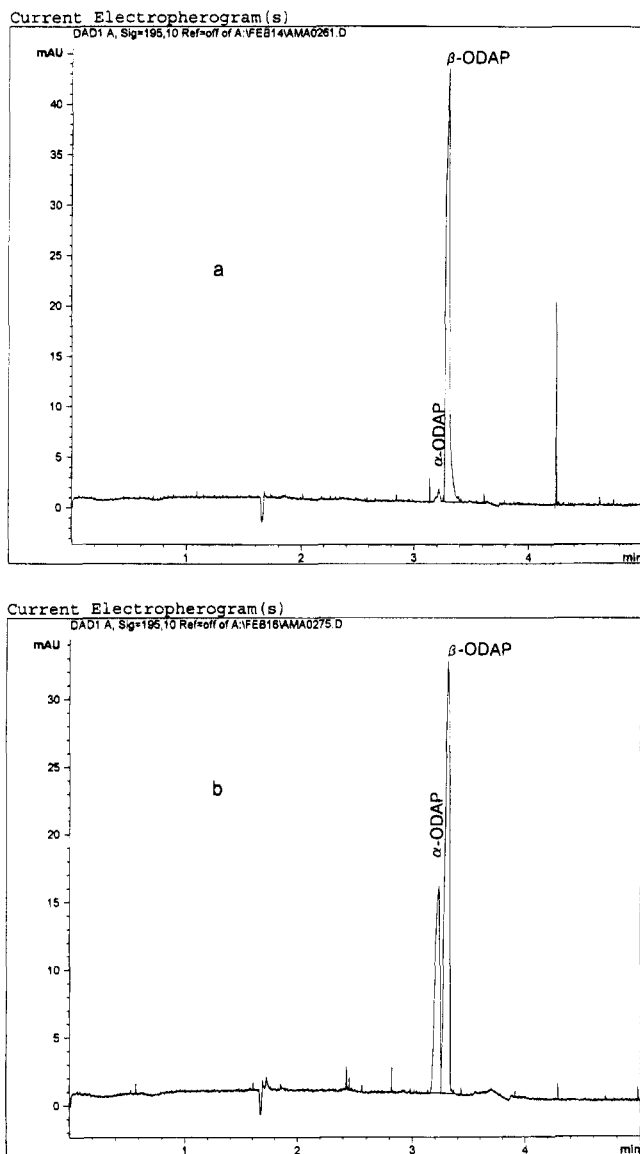 Current Electropherogram(s)
DAD1 A, Sig=195,10 Ref=off of A:\FEB14\AMA0261.D
mAU
β-ODAP
40
35
30
25
a
20
15
10
α-ODAP
5
0
1
2
3
4
min
Current Electropherogram(s)
DAD1 A, Sig=195,10 Ref=off of A:\FEB16\AMA0275.D
mAU
β-ODAP
30
25
b
20
α-ODAP
15
10
5
0
1
2
3
4
min